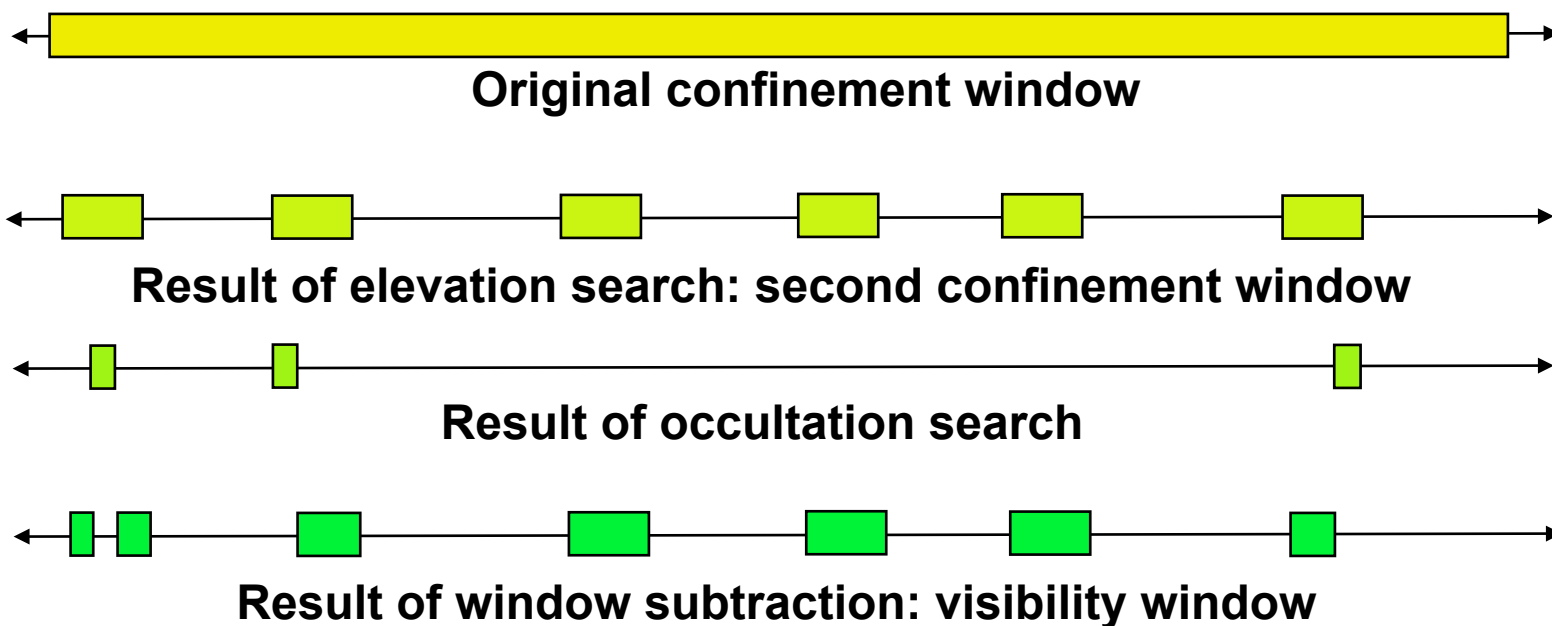 Original confinement window
Result of elevation search: second confinement window
Result of occultation search
Result of window subtraction: visibility window